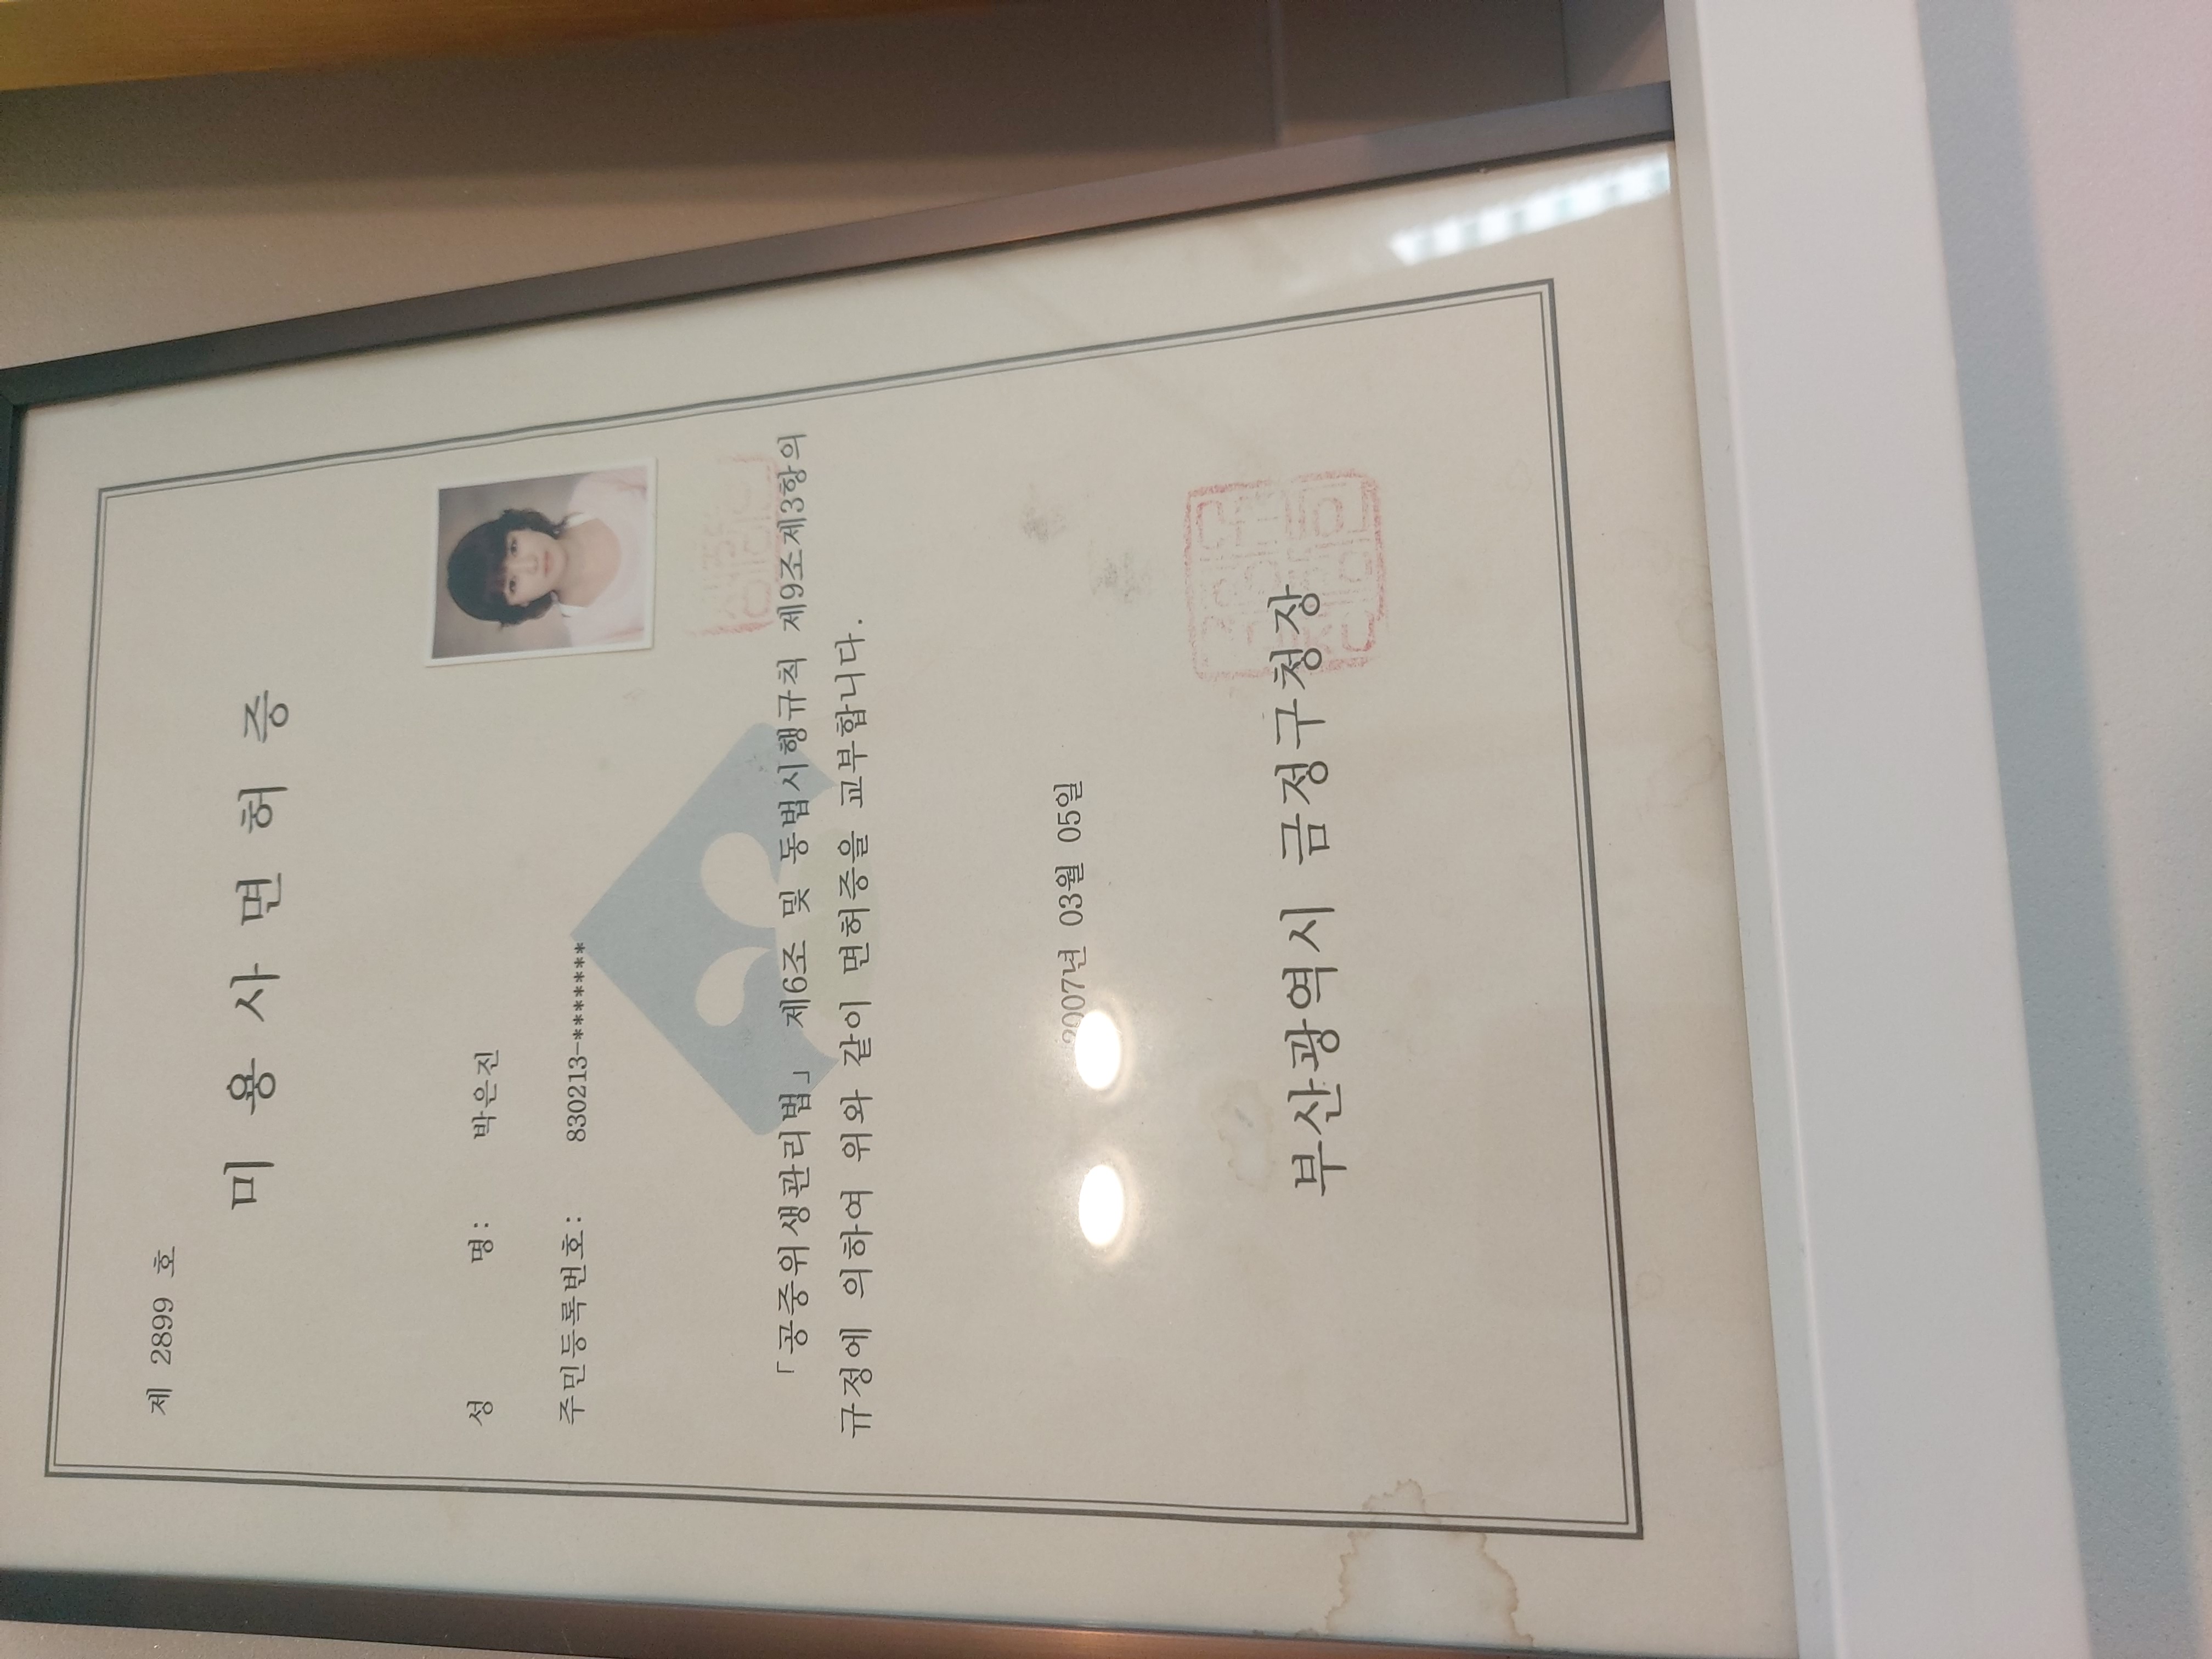 제 2899 호
미 용 사 면 허 증
성 명: 박은진
주민등록번호: 830213-*******
「공중위생관리법」 제6조 및 동법시행규칙 제9조제3항의
규정에 의하여 위와 같이 면허증을 교부합니다.
2007년 03월 05일
부산광역시 금정구청장